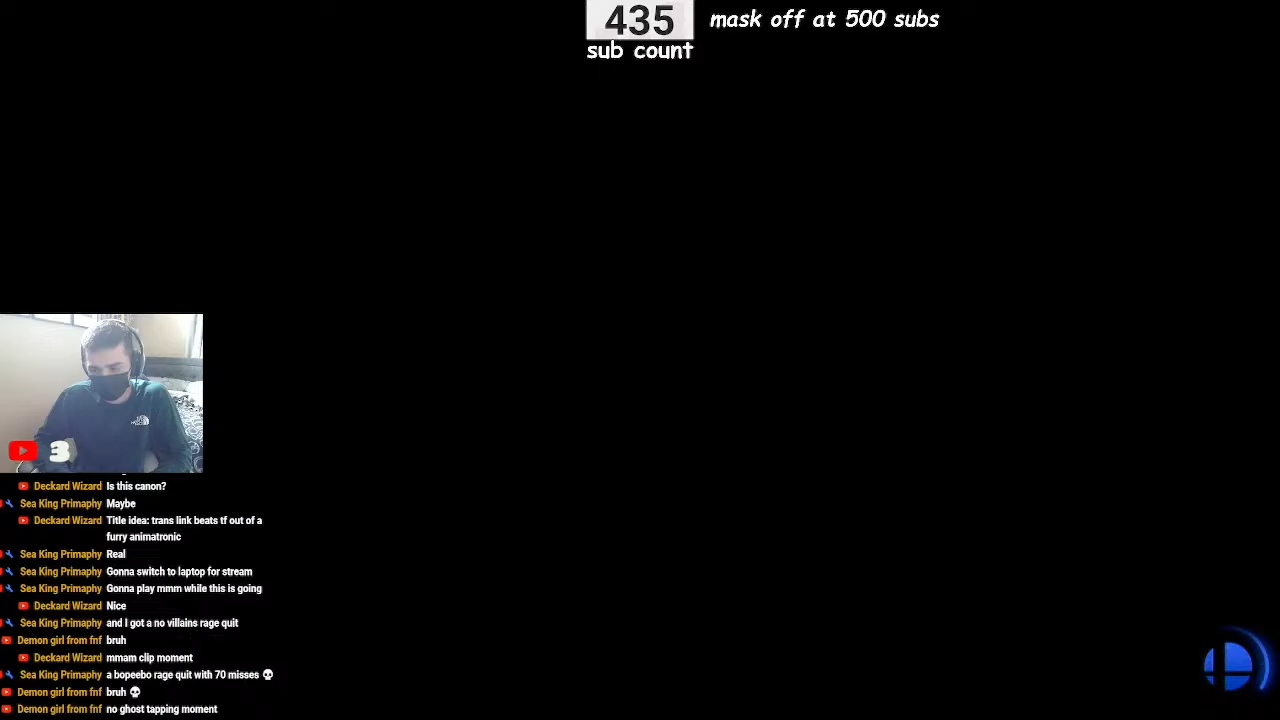 435
mask off at 500 subs
sub count
3
Deckard Wizard Is this canon?
Sea King Primaphy Maybe
Deckard Wizard Title idea: trans link beats tf out of a
furry animatronic
Sea King Primaphy Real
Sea King Primaphy Gonna switch to laptop for stream
Sea King Primaphy Gonna play mmm while this is going
Deckard Wizard Nice
Sea King Primaphy and I got a no villains rage quit
Demon girl from fnf bruh
Deckard Wizard mmam clip moment
Sea King Primaphy a bopeebo rage quit with 70 misses 💀
Demon girl from fnf bruh 💀
Demon girl from fnf no ghost tapping moment